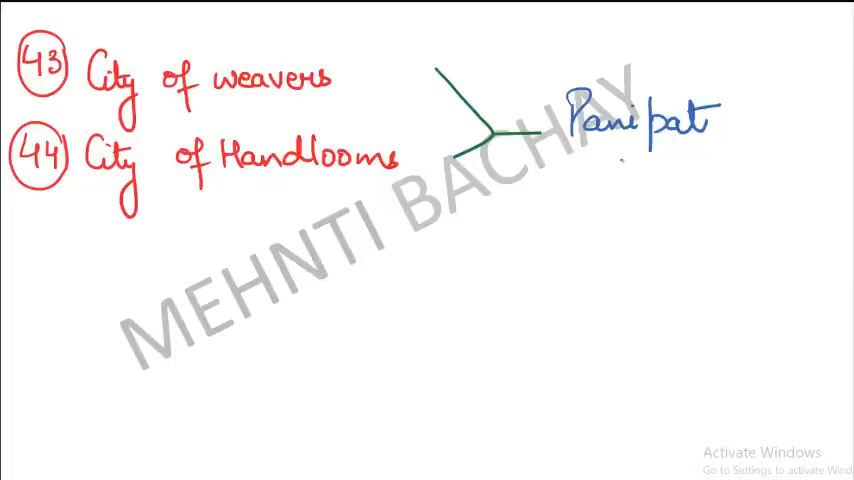 43 City of weavers
44 City of Handlooms
Panipat
MEHNTI BACHAY
Activate Windows
Go to Settings to activate Wind